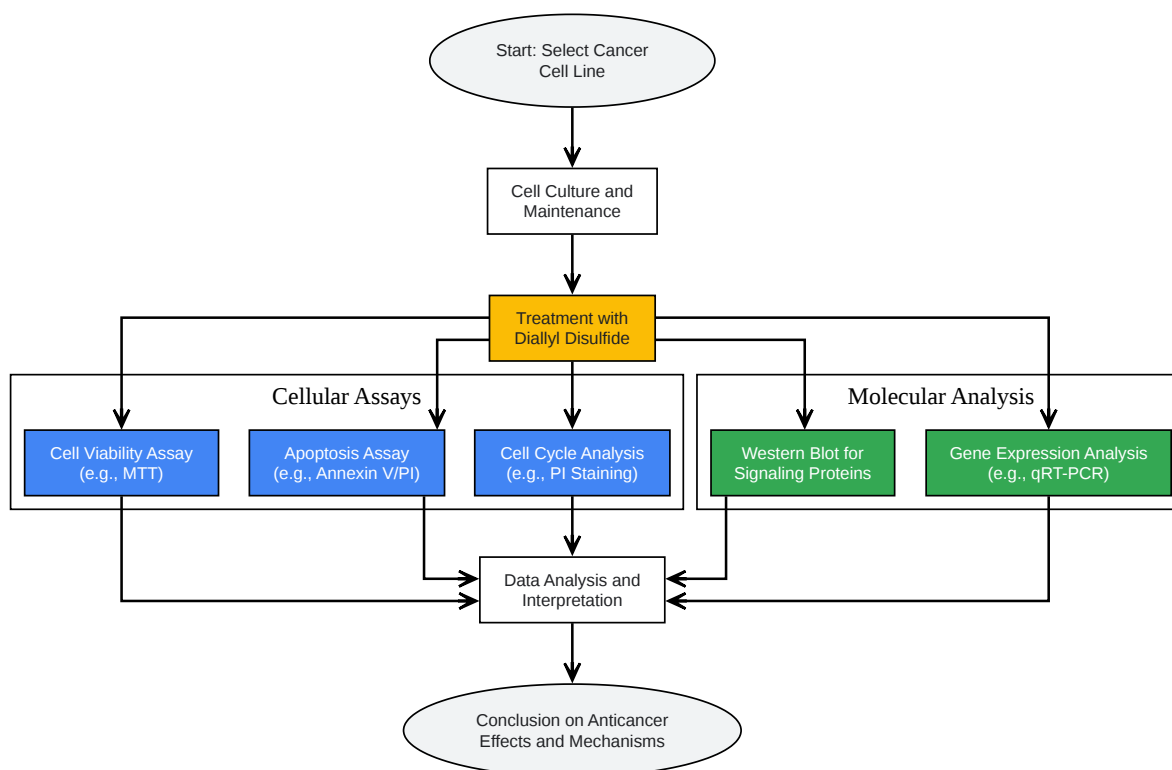 Start: Select Cancer
Cell Line
Cell Culture and
Maintenance
Treatment with
Diallyl Disulfide
Cellular Assays
Molecular Analysis
Cell Viability Assay
(e.g., MTT)
Apoptosis Assay
(e.g., Annexin V/PI)
Cell Cycle Analysis
(e.g., PI Staining)
Western Blot for
Signaling Proteins
Gene Expression Analysis
(e.g., qRT-PCR)
Data Analysis and
Interpretation
Conclusion on Anticancer
Effects and Mechanisms